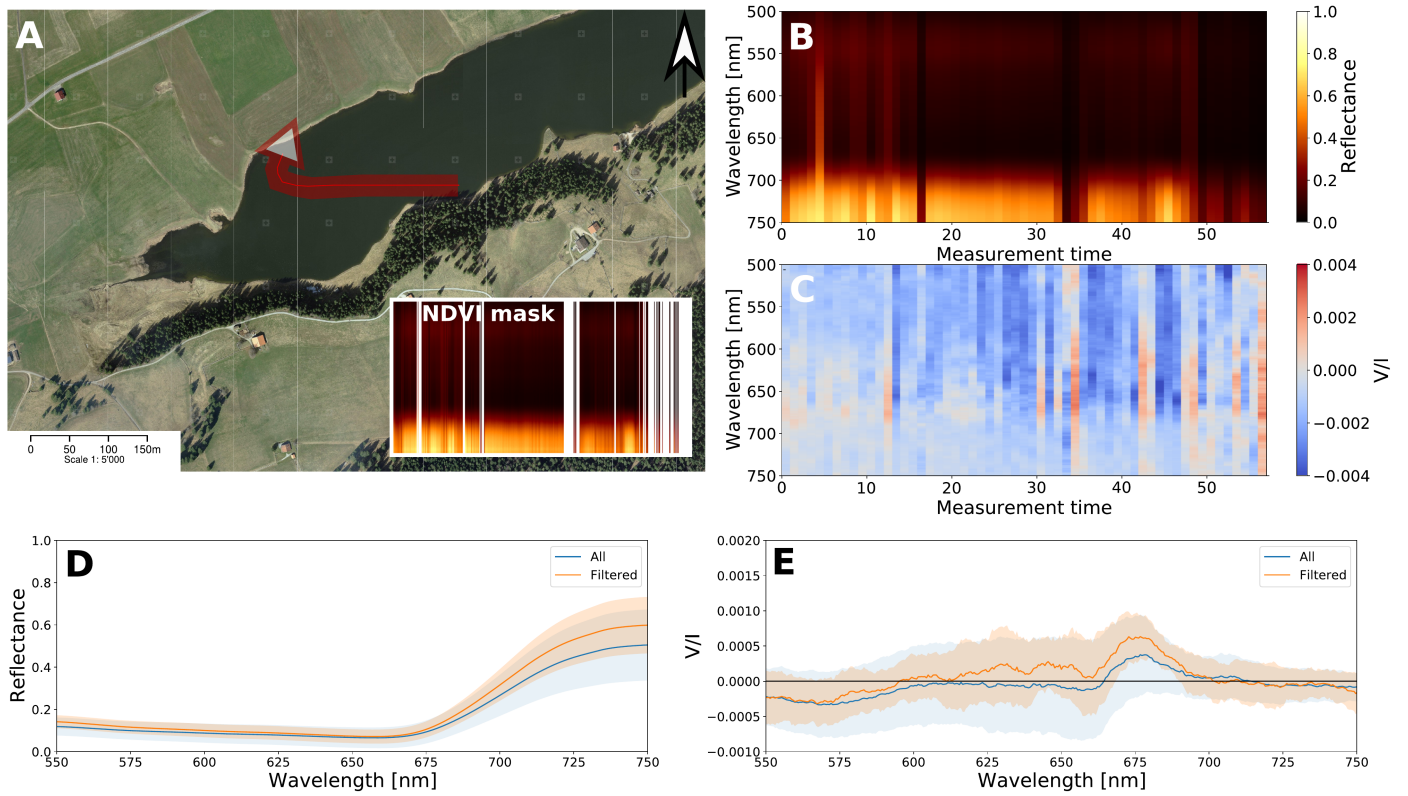 A
0 50 100 150m
Scale 1: 5'000
NDVI mask
B
Wavelength [nm]
500
550
600
650
700
750
0 10 20 30 40 50
Measurement time
1.0
0.8
0.6
0.4
0.2
0.0
Reflectance
C
Wavelength [nm]
500
550
600
650
700
750
0 10 20 30 40 50
Measurement time
0.004
0.002
0.000
−0.002
−0.004
V/I
D
Reflectance
1.0
0.8
0.6
0.4
0.2
0.0
All
Filtered
550 575 600 625 650 675 700 725 750
Wavelength [nm]
E
V/I
0.0020
0.0015
0.0010
0.0005
0.0000
−0.0005
−0.0010
All
Filtered
550 575 600 625 650 675 700 725 750
Wavelength [nm]